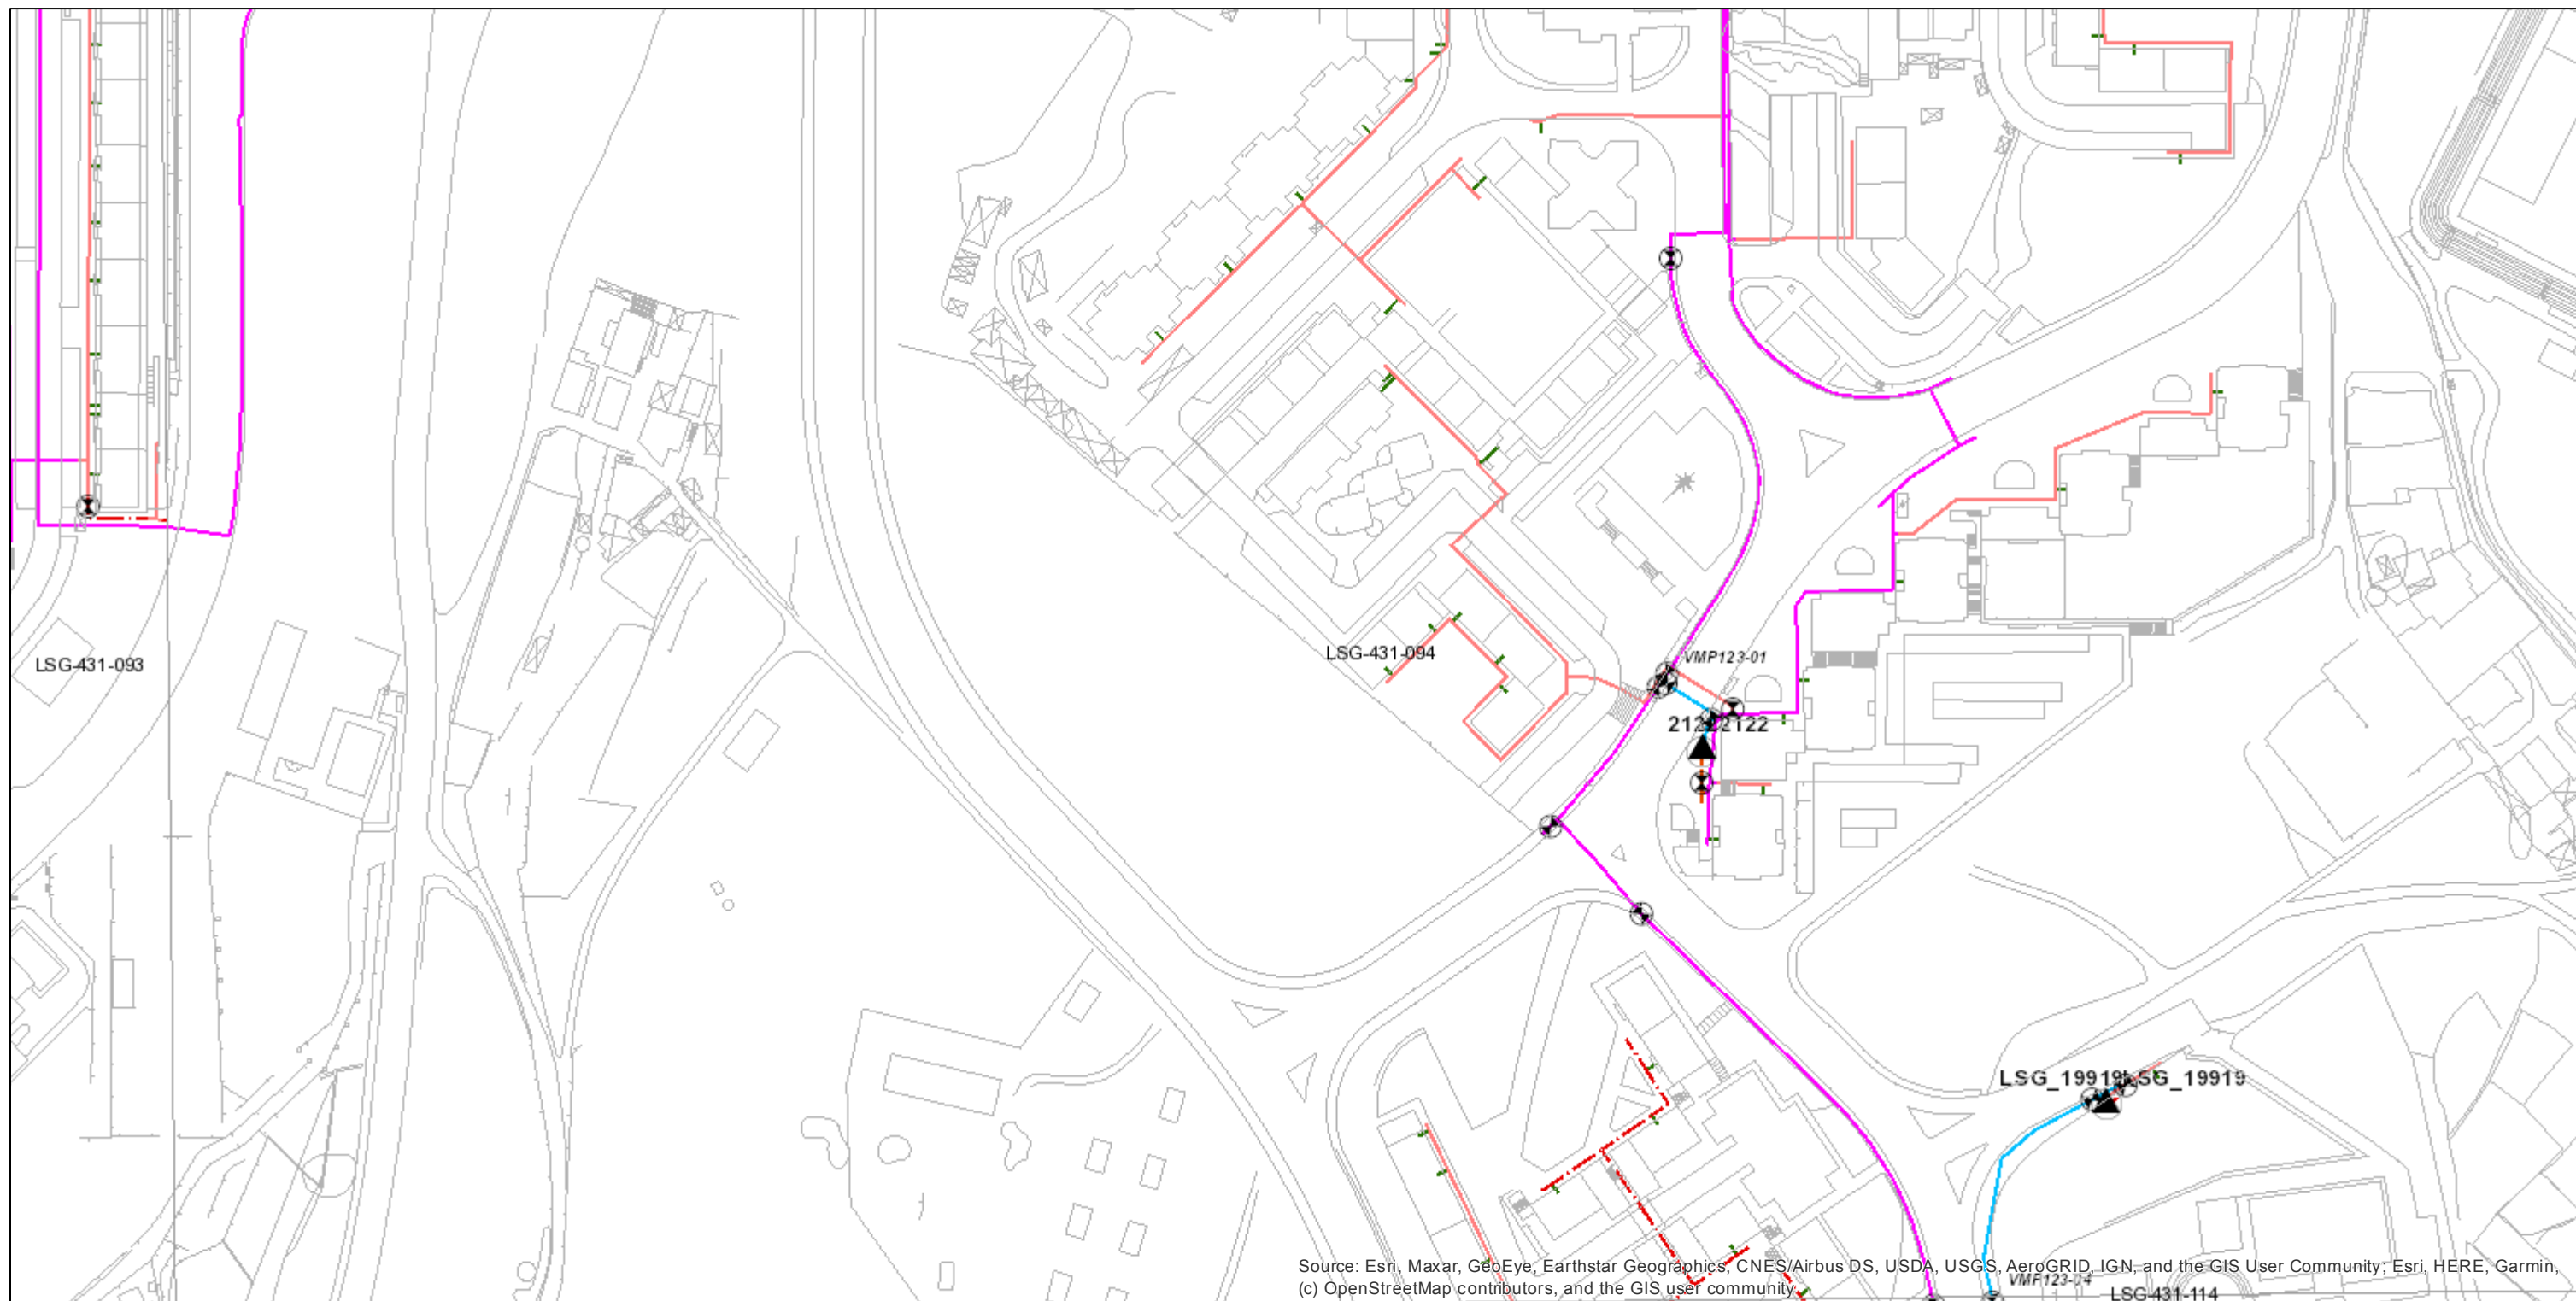 LSG-431-093
LSG-431-094
VMP123-01
LSG_19919
LSG_19919
Source: Esri, Maxar, GeoEye, Earthstar Geographics, CNES/Airbus DS, USDA, USGS, AeroGRID, IGN, and the GIS User Community; Esri, HERE, Garmin,
(c) OpenStreetMap contributors, and the GIS user community
VMP123-04
LSG-431-114